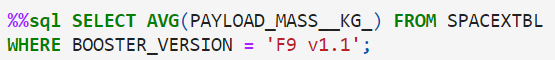 %%sql SELECT AVG(PAYLOAD_MASS__KG_) FROM SPACEXTBL
WHERE BOOSTER_VERSION = 'F9 v1.1';